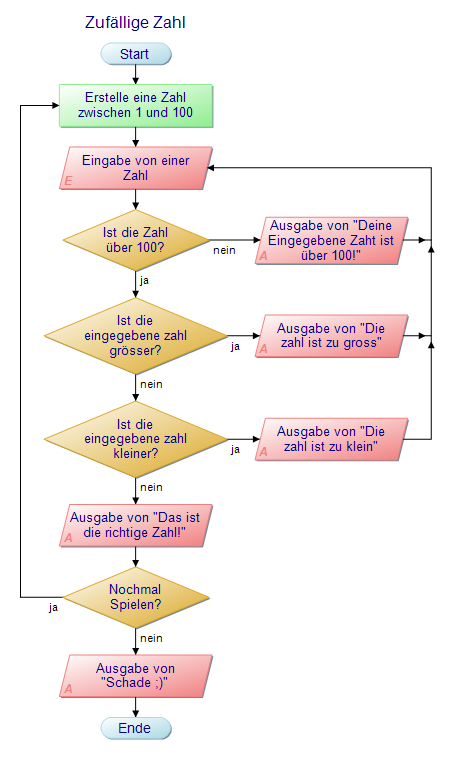 Zufällige Zahl
Start
Erstelle eine Zahl
zwischen 1 und 100
Eingabe von einer
Zahl
E
Ist die Zahl
über 100?
nein
Ausgabe von "Deine
Eingegebene Zaht ist
über 100!"
A
ja
Ist die
eingegebene zahl
grösser?
ja
Ausgabe von "Die
zahl ist zu gross"
A
nein
Ist die
eingegebene zahl
kleiner?
ja
Ausgabe von "Die
zahl ist zu klein"
A
nein
Ausgabe von "Das ist
die richtige Zahl!"
A
Nochmal
Spielen?
ja
nein
Ausgabe von
"Schade ;)"
A
Ende